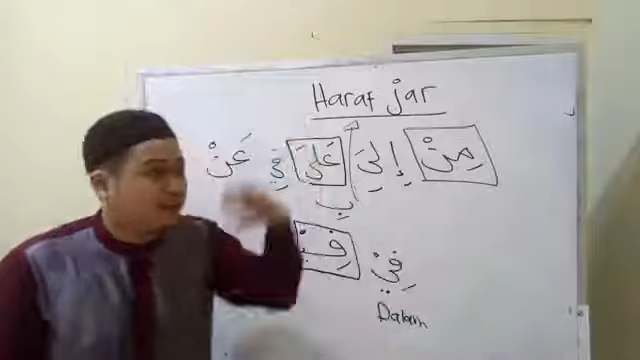 Haraf jar
مِنْ إِلَى عَلَى فِي عَنْ
بِ
فِيْ
Dalam